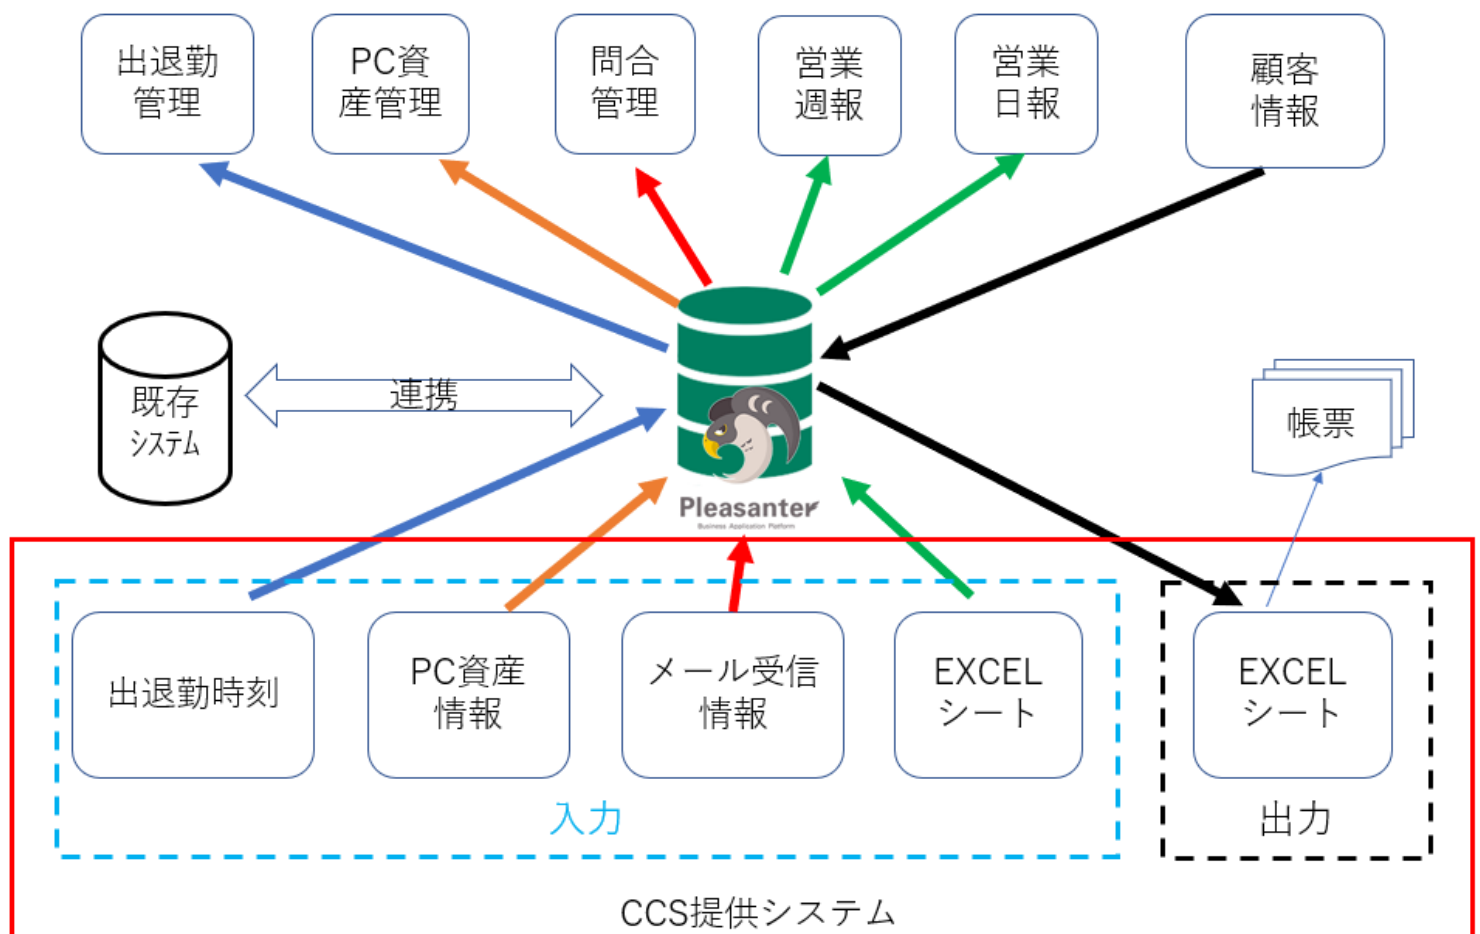 出退勤
管理
PC資
産管理
問合
管理
営業
週報
営業
日報
顧客
情報
既存
システム
連携
Pleasanter
Business Application Platform
帳票
出退勤時刻
PC資産
情報
メール受信
情報
EXCEL
シート
EXCEL
シート
入力
出力
CCS提供システム